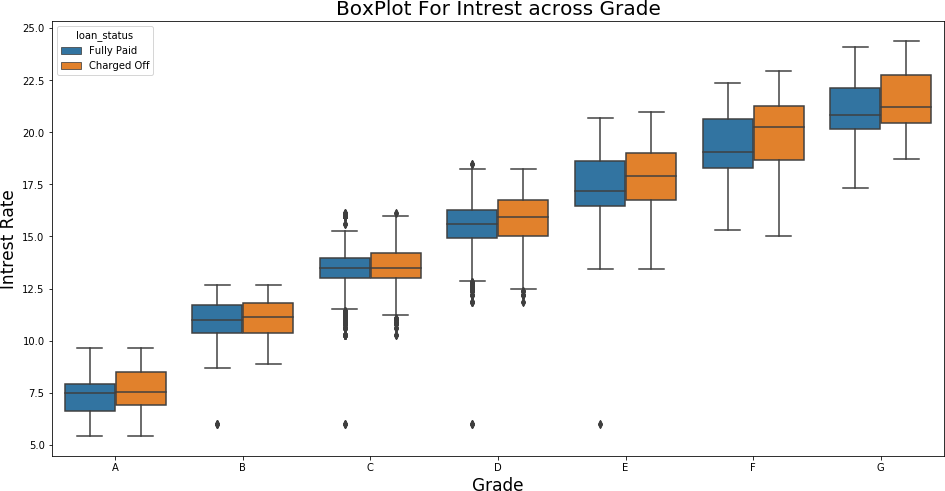 BoxPlot For Intrest across Grade
loan_status
Fully Paid
Charged Off
Intrest Rate
25.0
22.5
20.0
17.5
15.0
12.5
10.0
7.5
5.0
A B C D E F G
Grade